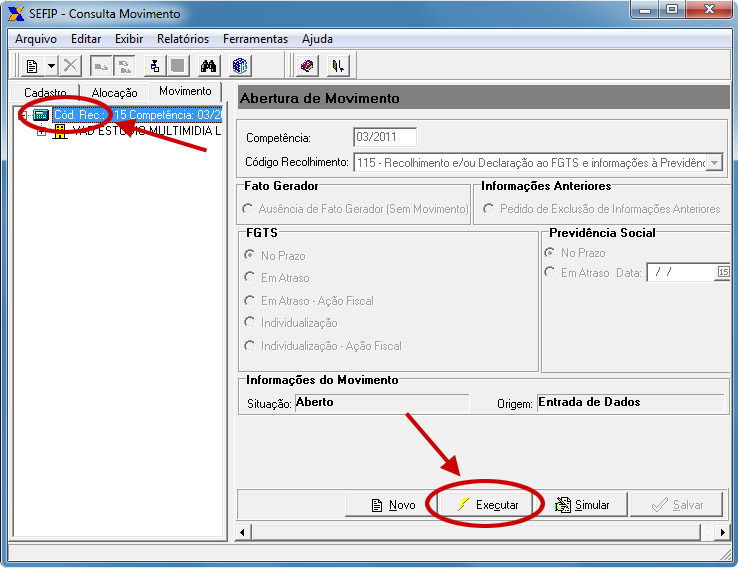 SEFIP - Consulta Movimento
Arquivo Editar Exibir Relatórios Ferramentas Ajuda
Cadastro Alocação Movimento
Cód. Rec.: 115 Competência: 03/20
VAD ESTUDIO MULTIMIDIA L
Abertura de Movimento
Competência: 03/2011
Código Recolhimento: 115 - Recolhimento e/ou Declaração ao FGTS e informações à Previdênc
Fato Gerador
Ausência de Fato Gerador (Sem Movimento)
Informações Anteriores
Pedido de Exclusão de Informações Anteriores
FGTS
No Prazo
Em Atraso
Em Atraso - Ação Fiscal
Individualização
Individualização - Ação Fiscal
Previdência Social
No Prazo
Em Atraso Data: / / 15
Informações do Movimento
Situação: Aberto Origem: Entrada de Dados
Novo Executar Simular Salvar